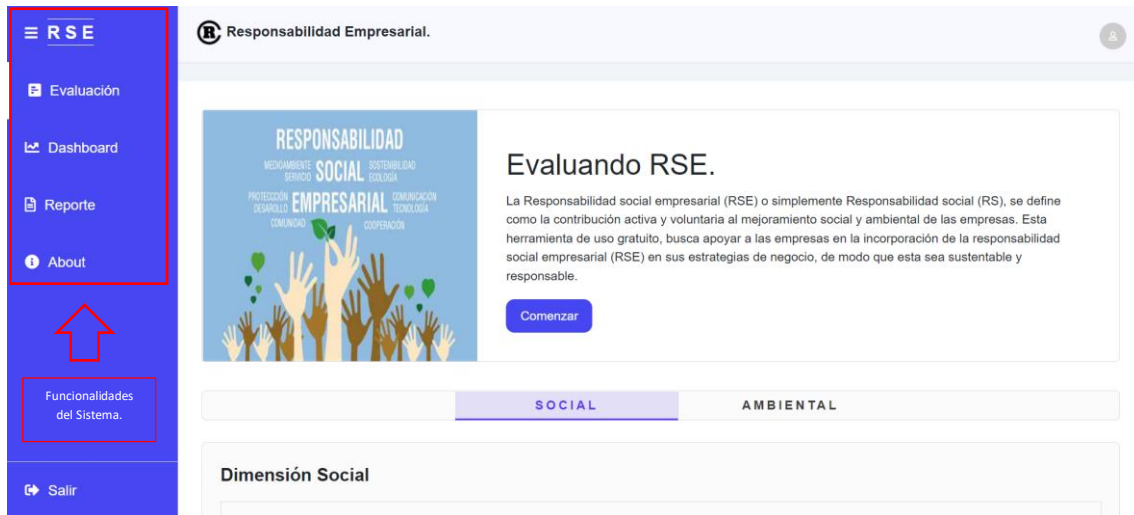 RSE
Evaluación
Dashboard
Reporte
About
Funcionalidades
del Sistema.
Salir
R Responsabilidad Empresarial.
RESPONSABILIDAD
MEDIOAMBIENTE SOCIAL SOSTENIBILIDAD
SERVICIO ECOLOGÍA
PROTECCCIÓN EMPRESARIAL COMUNICACIÓN
DESAROLLO TECNOLOGÍA
COMUNIDAD COOPERACIÓN
Evaluando RSE.
La Responsabilidad social empresarial (RSE) o simplemente Responsabilidad social (RS), se define
como la contribución activa y voluntaria al mejoramiento social y ambiental de las empresas. Esta
herramienta de uso gratuito, busca apoyar a las empresas en la incorporación de la responsabilidad
social empresarial (RSE) en sus estrategias de negocio, de modo que esta sea sustentable y
responsable.
Comenzar
SOCIAL AMBIENTAL
Dimensión Social